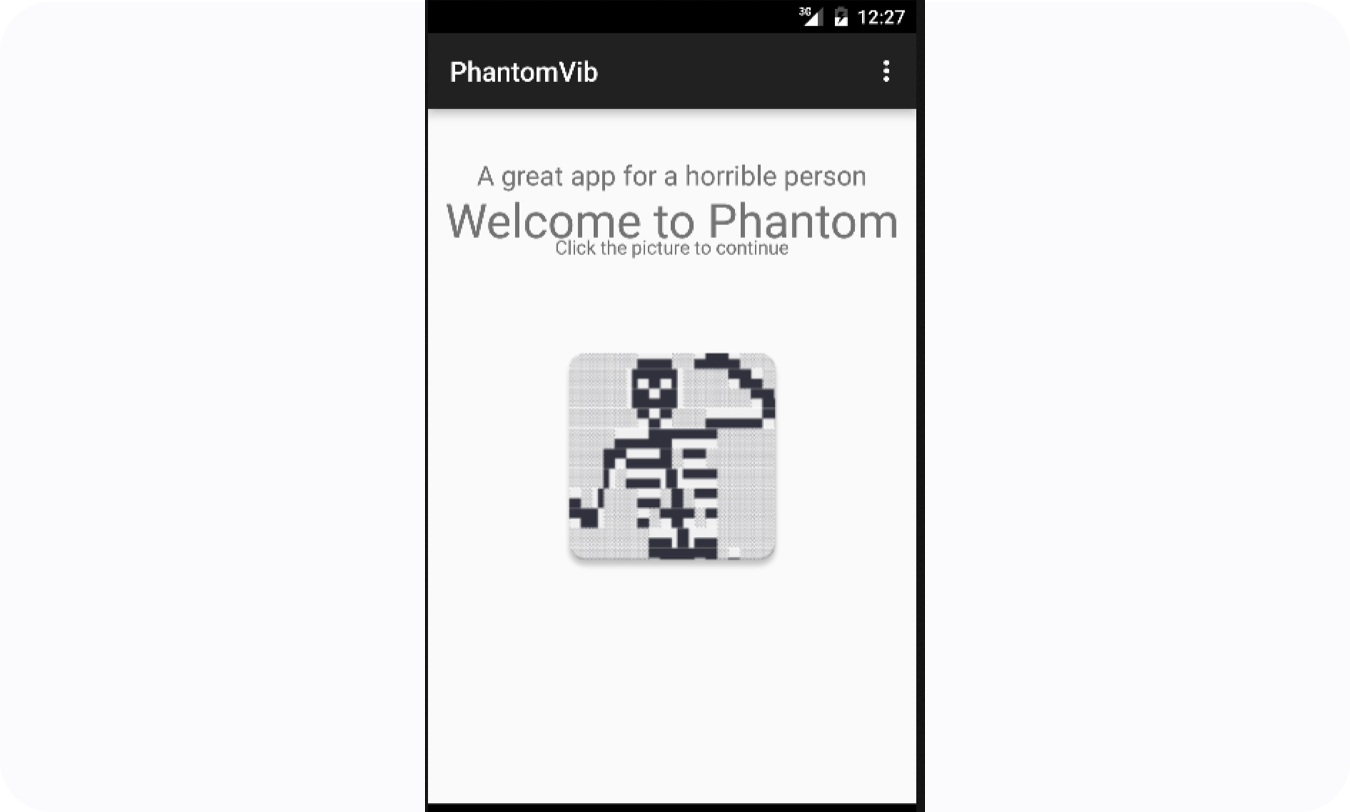 3G 12:27
PhantomVib
A great app for a horrible person
Welcome to Phantom
Click the picture to continue